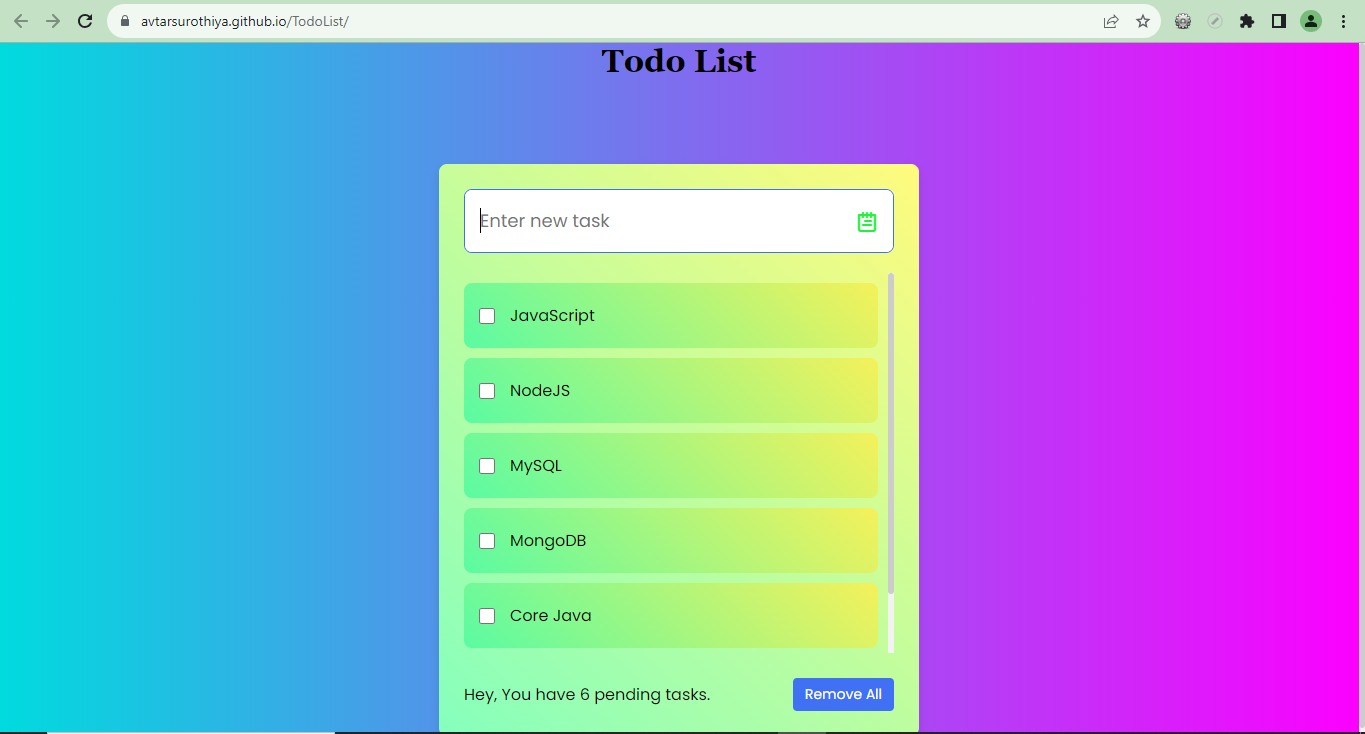 avtarsurothiya.github.io/TodoList/
Todo List
Enter new task
JavaScript
NodeJS
MySQL
MongoDB
Core Java
Hey, You have 6 pending tasks.
Remove All